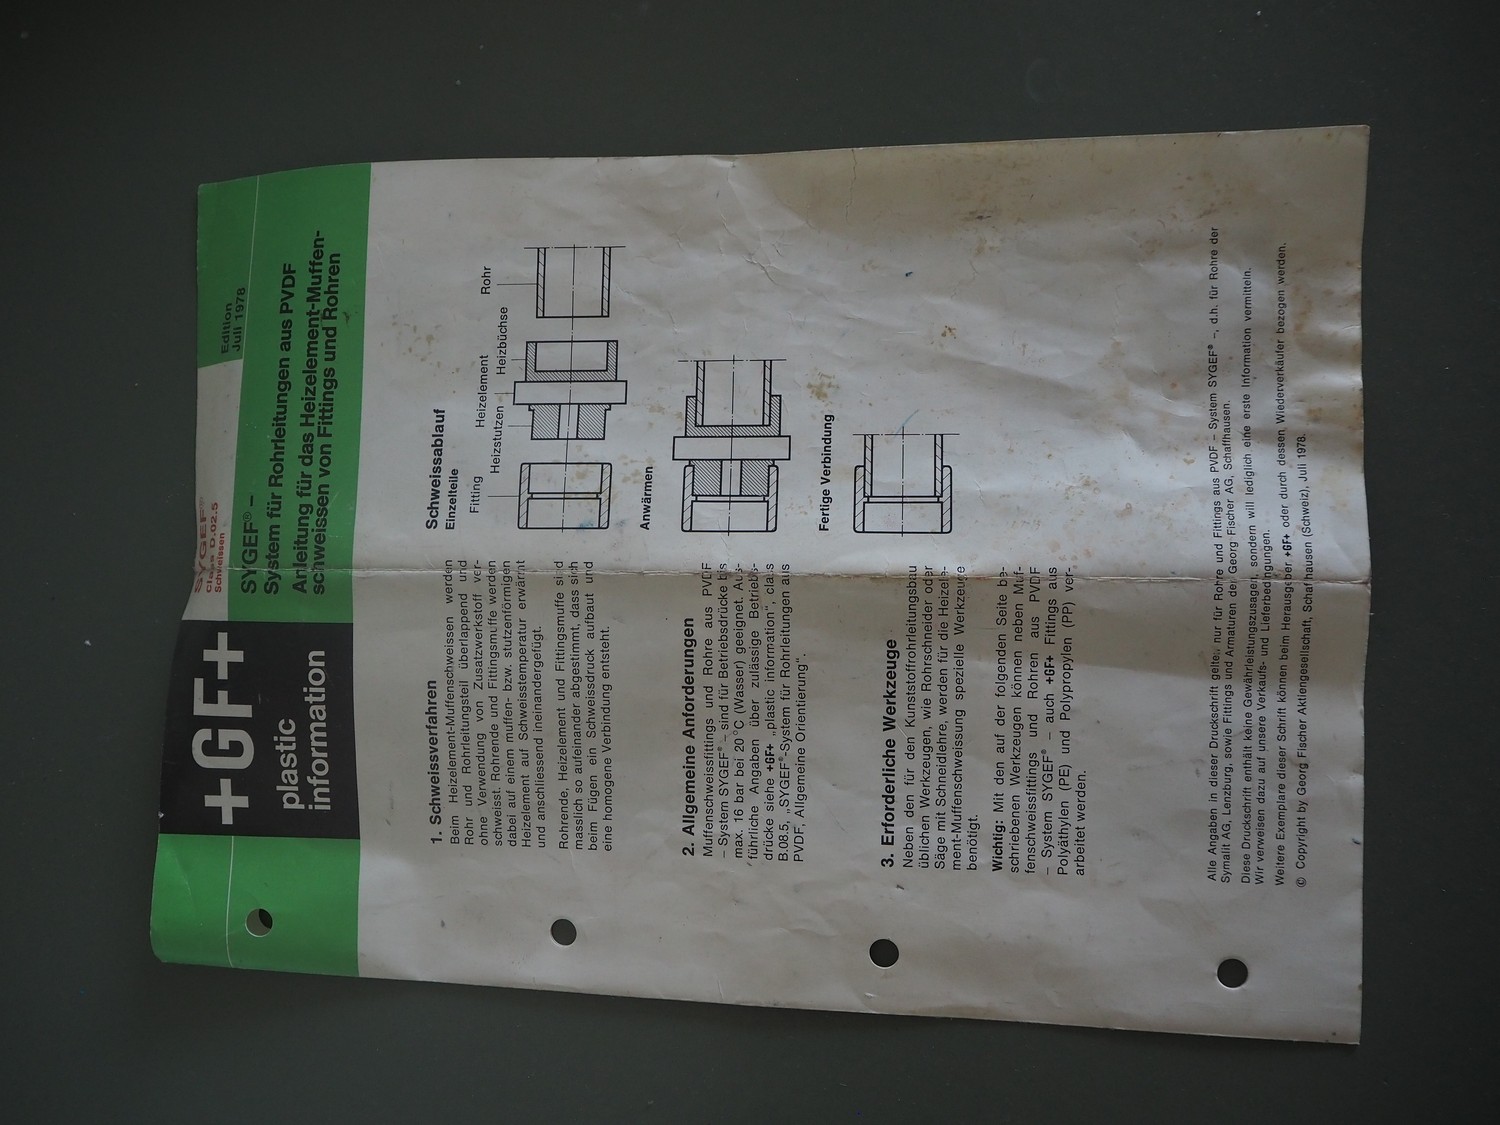 +GF+
plastic
information
SYGEF®
Class D.02.5
Schweissen
Edition
Juli 1978
SYGEF® –
System für Rohrleitungen aus PVDF
Anleitung für das Heizelement-Muffen-
schweissen von Fittings und Rohren
1. Schweissverfahren
Beim Heizelement-Muffenschweissen werden
Rohr und Rohrleitungsteil überlappend und
ohne Verwendung von Zusatzwerkstoff ver-
schweisst. Rohrende und Fittingsmuffe werden
dabei auf einem muffen- bzw. stutzenförmigen
Heizelement auf Schweisstemperatur erwärmt
und anschliessend ineinandergefügt.
Rohrende, Heizelement und Fittingsmuffe sind
masslich so aufeinander abgestimmt, dass sich
beim Fügen ein Schweissdruck aufbaut und
eine homogene Verbindung entsteht.
2. Allgemeine Anforderungen
Muffenschweissfittings und Rohre aus PVDF
– System SYGEF® – sind für Betriebsdrücke bis
max. 16 bar bei 20 °C (Wasser) geeignet. Aus-
führliche Angaben über zulässige Betriebs-
drücke siehe +GF+ „plastic information“, class
B.08.5, „SYGEF®-System für Rohrleitungen aus
PVDF, Allgemeine Orientierung“.
3. Erforderliche Werkzeuge
Neben den für den Kunststoffrohrleitungsbau
üblichen Werkzeugen, wie Rohrschneider oder
Säge mit Schneidlehre, werden für die Heizele-
ment-Muffenschweissung spezielle Werkzeuge
benötigt.
Wichtig: Mit den auf der folgenden Seite be-
schriebenen Werkzeugen können neben Muf-
fenschweissfittings und Rohren aus PVDF
– System SYGEF® – auch +GF+ Fittings aus
Polyäthylen (PE) und Polypropylen (PP) ver-
arbeitet werden.
Schweissablauf
Einzelteile
Fitting
Heizstutzen
Heizelement
Heizbüchse
Rohr
Anwärmen
Fertige Verbindung
Alle Angaben in dieser Druckschrift gelten nur für Rohre und Fittings aus PVDF – System SYGEF® –, d.h. für Rohre der
Symalit AG, Lenzburg, sowie Fittings und Armaturen der Georg Fischer AG, Schaffhausen.
Diese Druckschrift enthält keine Gewährleistungszusagen, sondern will lediglich eine erste Information vermitteln.
Wir verweisen dazu auf unsere Verkaufs- und Lieferbedingungen.
Weitere Exemplare dieser Schrift können beim Herausgeber +GF+ oder durch dessen Wiederverkäufer bezogen werden.
© Copyright by Georg Fischer Aktiengesellschaft, Schaffhausen (Schweiz), Juli 1978.